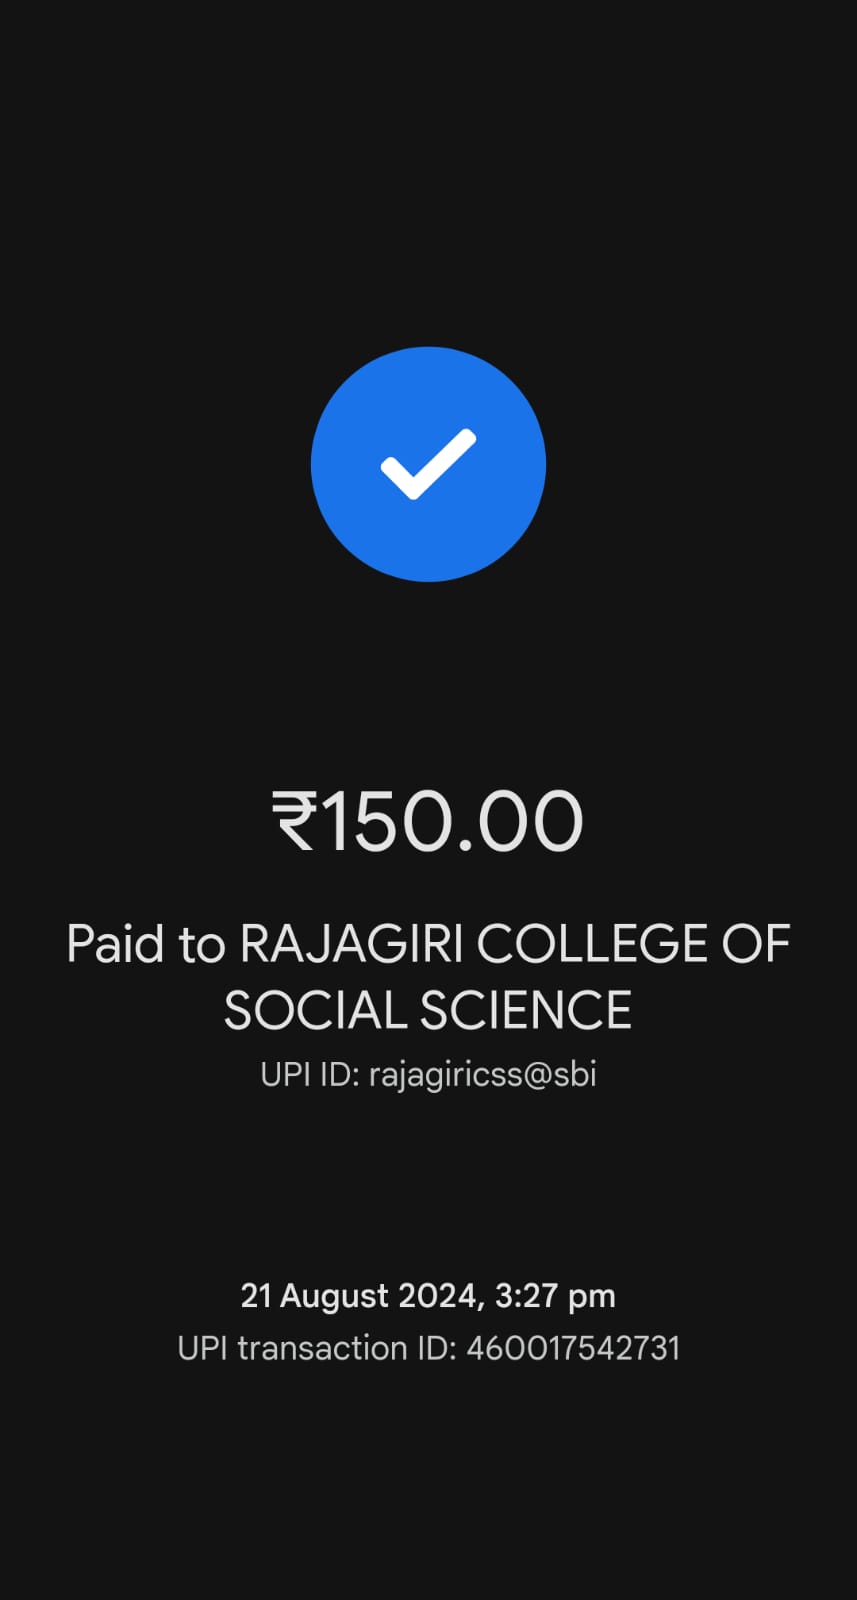 ₹150.00
Paid to RAJAGIRI COLLEGE OF
SOCIAL SCIENCE
UPI ID: rajagiricss@sbi
21 August 2024, 3:27 pm
UPI transaction ID: 460017542731